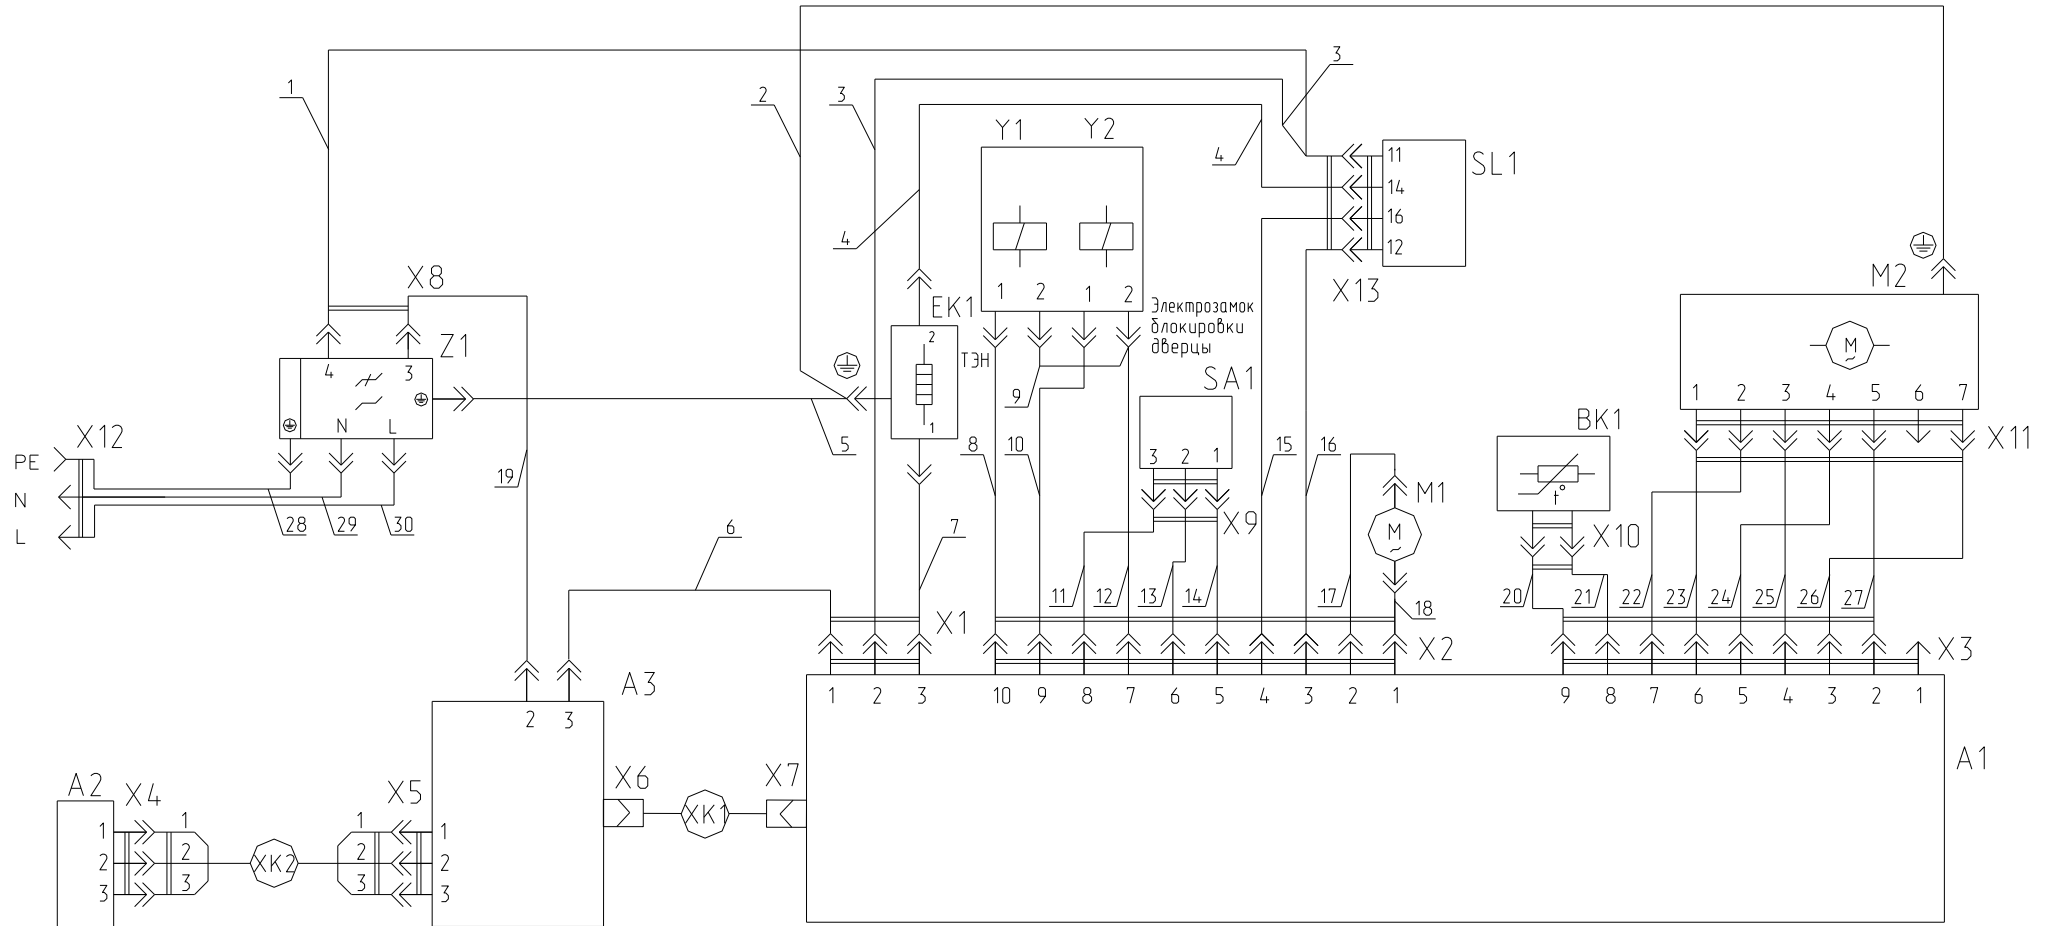 3
1
2
3
Y1
Y2
4
11
14
16
12
SL1
4
X8
M2
X13
1
2
1
2
Электрозамок
блокировки
дверцы
EK1
2
1
ТЭН
Z1
4
3
N
L
M
~
1
2
3
4
5
6
7
X11
SA1
3
2
1
X9
9
BK1
t°
X10
X12
PE
N
L
5
8
10
15
16
19
M1
M
~
28
29
30
6
7
11
12
13
14
17
18
20
21
22
23
24
25
26
27
X1
X2
X3
A3
2
3
1
2
3
10
9
8
7
6
5
4
3
2
1
9
8
7
6
5
4
3
2
1
A1
A2
X4
X5
X6
XK1
X7
1
2
3
1
2
3
XK2
1
2
3
1
2
3